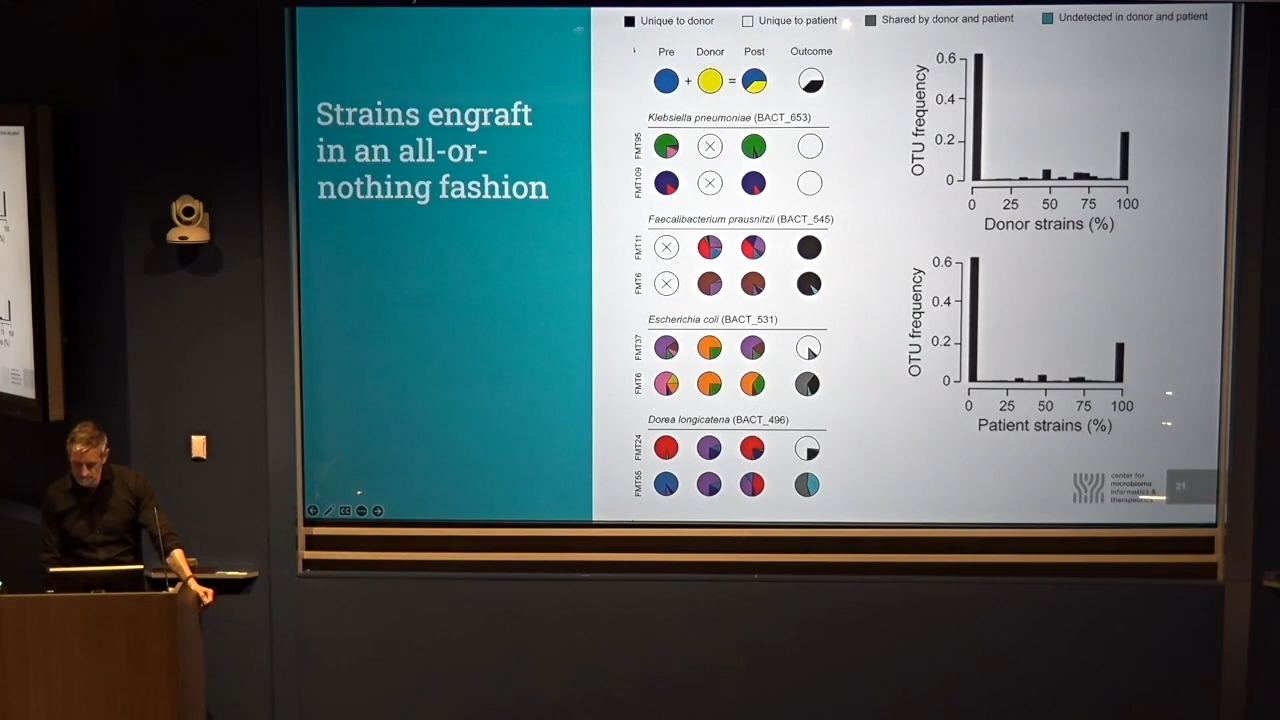 Strains engraft
in an all-or-
nothing fashion
Unique to donor
Unique to patient
Shared by donor and patient
Undetected in donor and patient
Pre
Donor
Post
Outcome
+
=
Klebsiella pneumoniae (BACT_653)
FMT95
FMT109
Faecalibacterium prausnitzii (BACT_545)
FMT11
FMT6
Escherichia coli (BACT_531)
FMT37
FMT6
Dorea longicatena (BACT_496)
FMT24
FMT55
OTU frequency
0.6
0.4
0.2
0
0 25 50 75 100
Donor strains (%)
OTU frequency
0.6
0.4
0.2
0
0 25 50 75 100
Patient strains (%)
center for
microbiome
informatics &
therapeutics
21